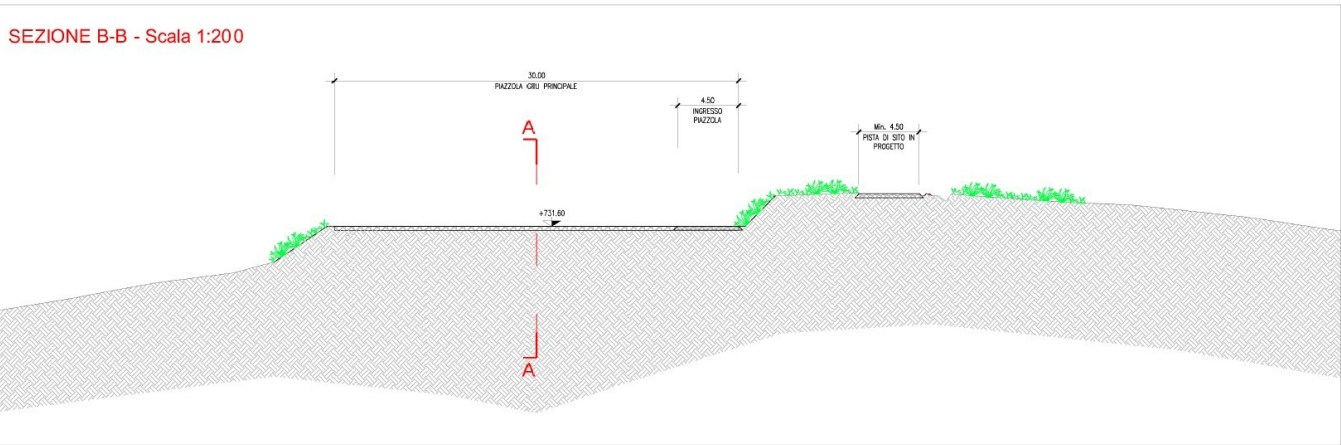 SEZIONE B-B - Scala 1:200
30.00
PIAZZOLA GRU PRINCIPALE
4.50
INGRESSO
PIAZZOLA
A
Min. 4.50
PISTA DI SITO IN
PROGETTO
+731.60
A